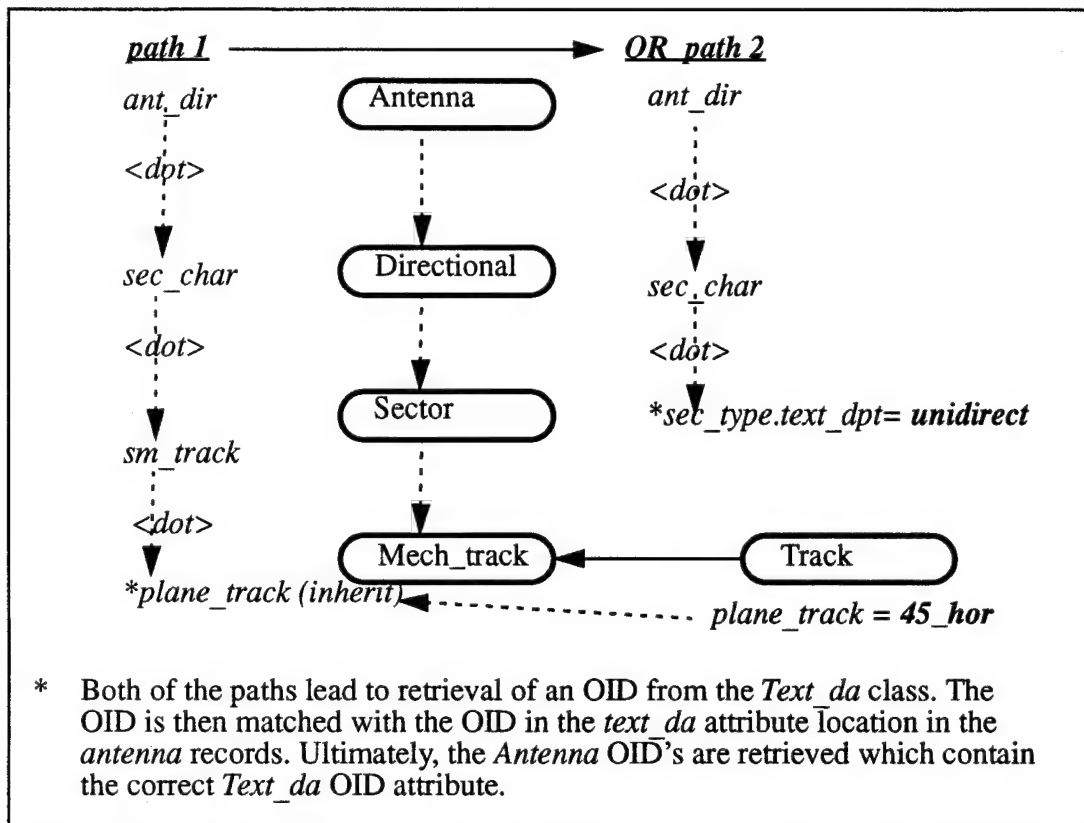 path 1 OR path 2
ant_dir Antenna ant_dir
<dot> <dot>
sec_char Directional sec_char
<dot> <dot>
Sector *sec_type.text_dpt= unidirect
sm_track
<dot>
Mech_track Track
*plane_track (inherit)
plane_track = 45_hor
* Both of the paths lead to retrieval of an OID from the Text_da class. The
OID is then matched with the OID in the text_da attribute location in the
antenna records. Ultimately, the Antenna OID's are retrieved which contain
the correct Text_da OID attribute.